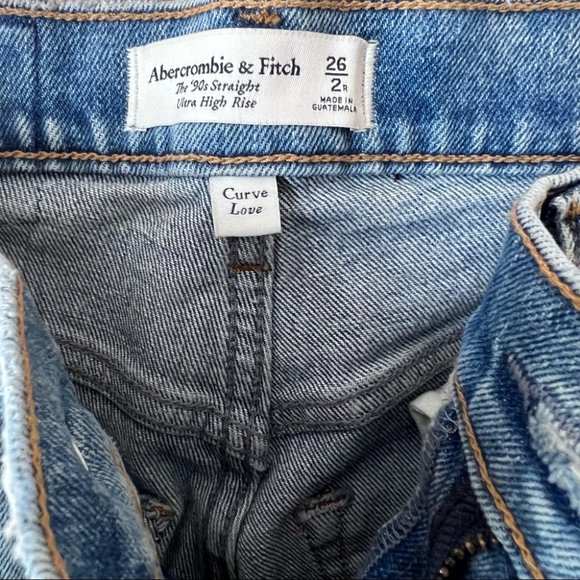 Abercrombie & Fitch
The '90s Straight
Ultra High Rise
26
2R
MADE IN
GUATEMALA
Curve
Love